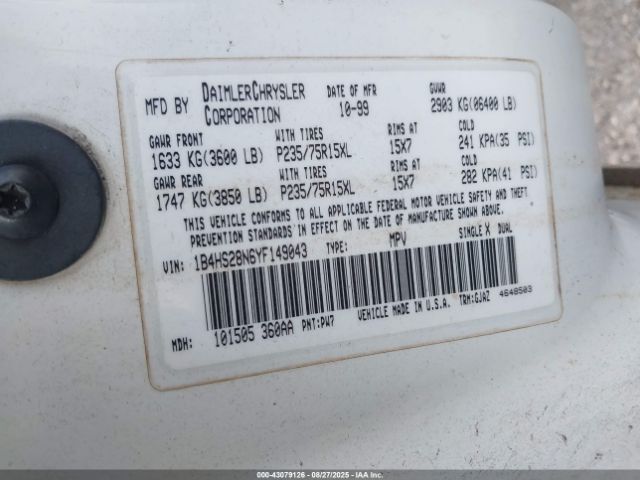 MFD BY DAIMLERCHRYSLER CORPORATION DATE OF MFR 10-99 GVWR 2903 KG(06400 LB)
GAWR FRONT WITH TIRES RIMS AT COLD
1633 KG(3600 LB) P235/75R15XL 15X7 241 KPA(35 PSI)
GAWR REAR WITH TIRES RIMS AT COLD
1747 KG(3850 LB) P235/75R15XL 15X7 282 KPA(41 PSI)
THIS VEHICLE CONFORMS TO ALL APPLICABLE FEDERAL MOTOR VEHICLE SAFETY AND THEFT
PREVENTION STANDARDS IN EFFECT ON THE DATE OF MANUFACTURE SHOWN ABOVE.
VIN: 1B4HS28N6YF149043 TYPE: MPV SINGLE X DUAL
MDH: 101505 360AA PNT:PW7 VEHICLE MADE IN U.S.A. TRM:GJAZ 4648503
000-43079126 - 08/27/2025 - IAA Inc.